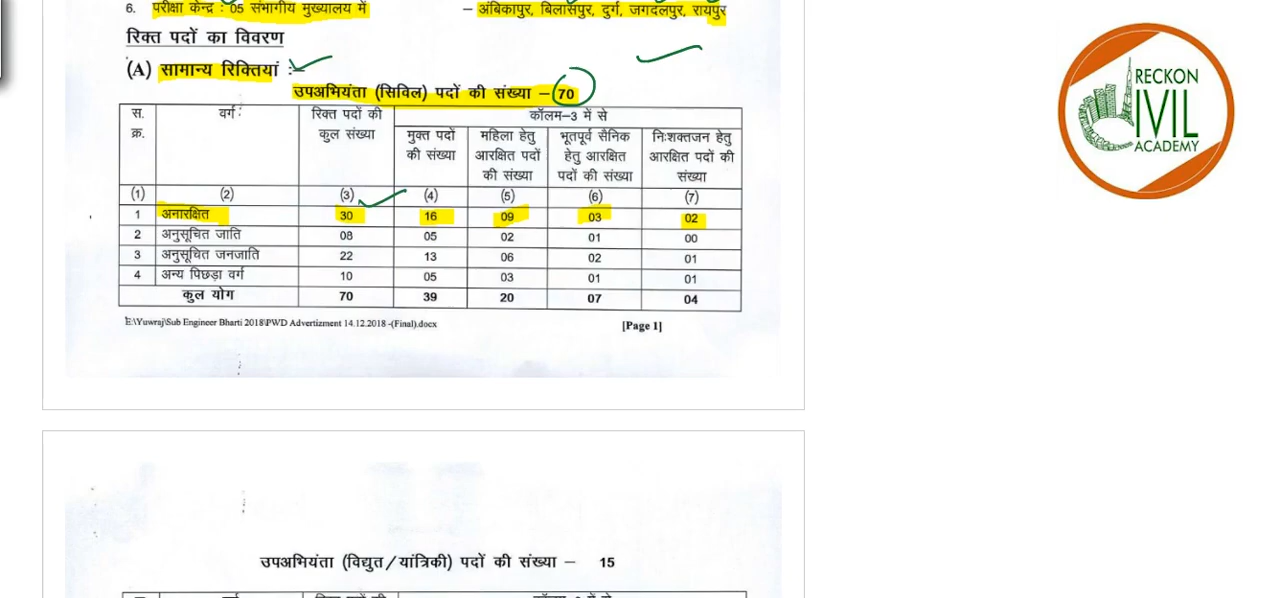 6. परीक्षा केन्द्र : 05 संभागीय मुख्यालय में – अंबिकापुर, बिलासपुर, दुर्ग, जगदलपुर, रायपुर
रिक्त पदों का विवरण
(A) सामान्य रिक्तियां :–
उपअभियंता (सिविल) पदों की संख्या – 70
स. क्र. वर्ग रिक्त पदों की कुल संख्या कॉलम–3 में से
मुक्त पदों की संख्या महिला हेतु आरक्षित पदों की संख्या भूतपूर्व सैनिक हेतु आरक्षित पदों की संख्या निःशक्तजन हेतु आरक्षित पदों की संख्या
(1) (2) (3) (4) (5) (6) (7)
1 अनारक्षित 30 16 09 03 02
2 अनुसूचित जाति 08 05 02 01 00
3 अनुसूचित जनजाति 22 13 06 02 01
4 अन्य पिछड़ा वर्ग 10 05 03 01 01
कुल योग 70 39 20 07 04
E:\Yuwraj\Sub Engineer Bharti 2018\PWD Advertizment 14.12.2018 -(Final).docx [Page 1]
उपअभियंता (विद्युत/यांत्रिकी) पदों की संख्या – 15
RECKON
CIVIL
ACADEMY